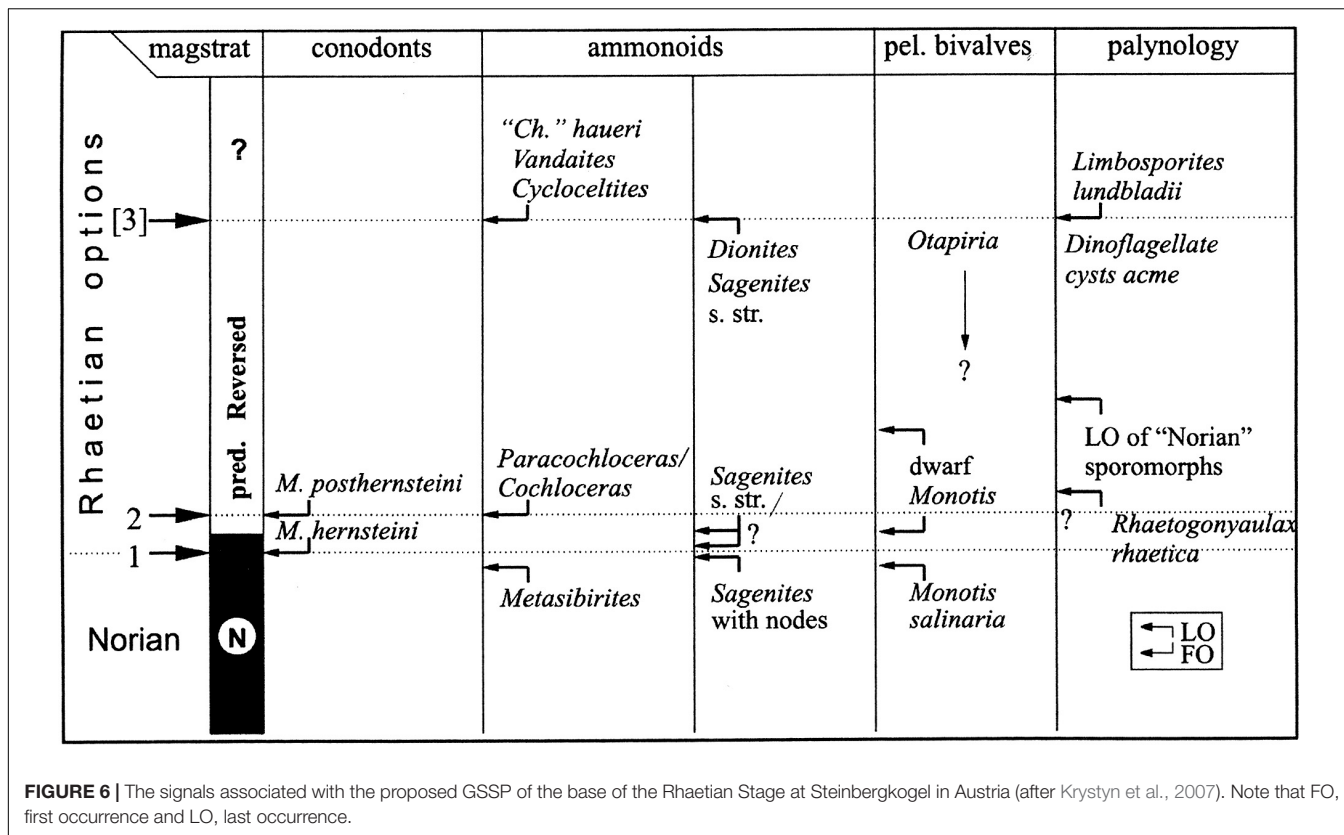 magstrat
conodonts
ammonoids
pel. bivalves
palynology
Rhaetian options
?
pred. Reversed
[3]
2
1
Norian
N
M. posthernsteini
M. hernsteini
"Ch." haueri
Vandaites
Cycloceltites
Paracochloceras/
Cochloceras
Metasibirites
Dionites
Sagenites
s. str.
Sagenites
s. str./
?
Sagenites
with nodes
Otapiria
?
dwarf
Monotis
Monotis
salinaria
Limbosporites
lundbladii
Dinoflagellate
cysts acme
LO of "Norian"
sporomorphs
?
Rhaetogonyaulax
rhaetica
LO
FO
FIGURE 6 | The signals associated with the proposed GSSP of the base of the Rhaetian Stage at Steinbergkogel in Austria (after Krystyn et al., 2007). Note that FO,
first occurrence and LO, last occurrence.